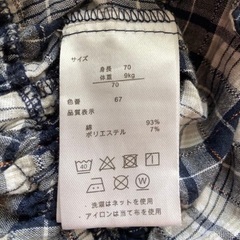 サイズ
身長 70
体重 9kg
70
色番 67
品質表示
綿 93%
ポリエステル 7%
40
・洗濯はネット使用
・アイロンは当て布を使用